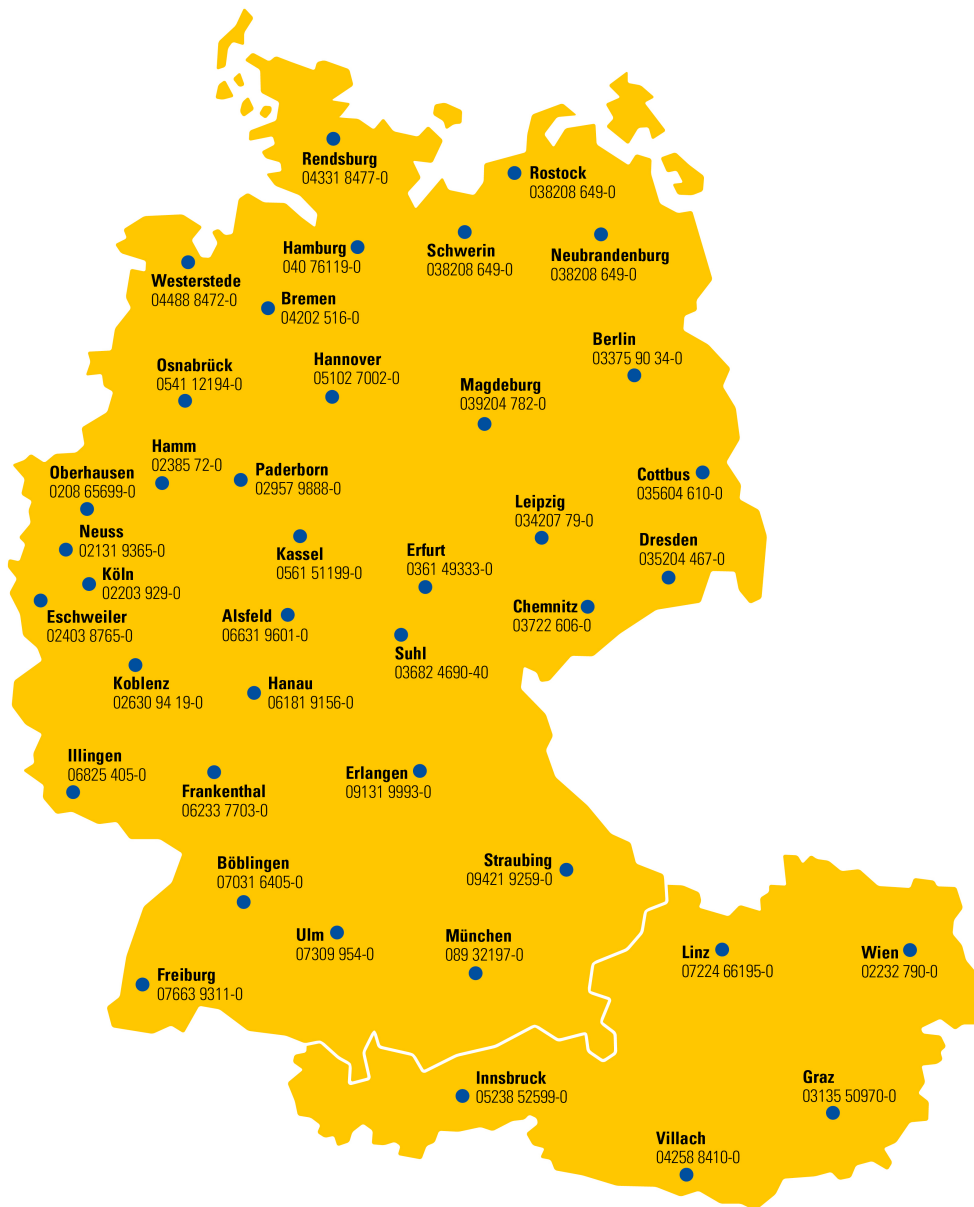 Rendsburg
04331 8477-0
Rostock
038208 649-0
Hamburg
040 76119-0
Schwerin
038208 649-0
Neubrandenburg
038208 649-0
Westerstede
04488 8472-0
Bremen
04202 516-0
Berlin
03375 90 34-0
Osnabrück
0541 12194-0
Hannover
05102 7002-0
Magdeburg
039204 782-0
Hamm
02385 72-0
Oberhausen
0208 65699-0
Paderborn
02957 9888-0
Cottbus
035604 610-0
Leipzig
034207 79-0
Neuss
02131 9365-0
Kassel
0561 51199-0
Erfurt
0361 49333-0
Dresden
035204 467-0
Köln
02203 929-0
Eschweiler
02403 8765-0
Alsfeld
06631 9601-0
Chemnitz
03722 606-0
Suhl
03682 4690-40
Koblenz
02630 94 19-0
Hanau
06181 9156-0
Illingen
06825 405-0
Frankenthal
06233 7703-0
Erlangen
09131 9993-0
Böblingen
07031 6405-0
Straubing
09421 9259-0
Ulm
07309 954-0
München
089 32197-0
Linz
07224 66195-0
Wien
02232 790-0
Freiburg
07663 9311-0
Innsbruck
05238 52599-0
Graz
03135 50970-0
Villach
04258 8410-0